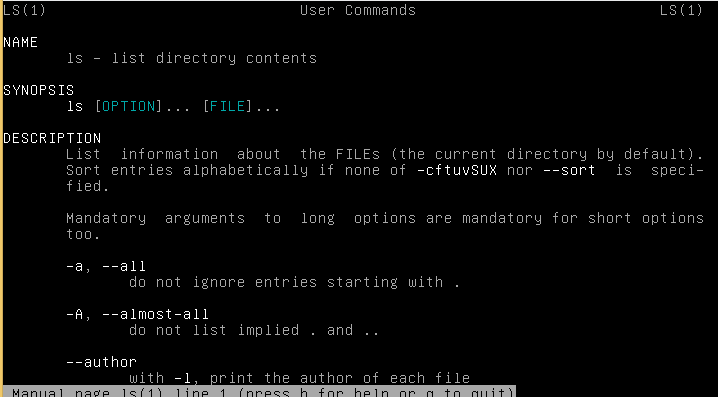 LS(1) User Commands LS(1)
NAME
ls - list directory contents
SYNOPSIS
ls [OPTION]... [FILE]...
DESCRIPTION
List information about the FILEs (the current directory by default).
Sort entries alphabetically if none of -cftuvSUX nor --sort is speci-
fied.
Mandatory arguments to long options are mandatory for short options
too.
-a, --all
do not ignore entries starting with .
-A, --almost-all
do not list implied . and ..
--author
with -l, print the author of each file
Manual page ls(1) line 1 (press h for help or q to quit)